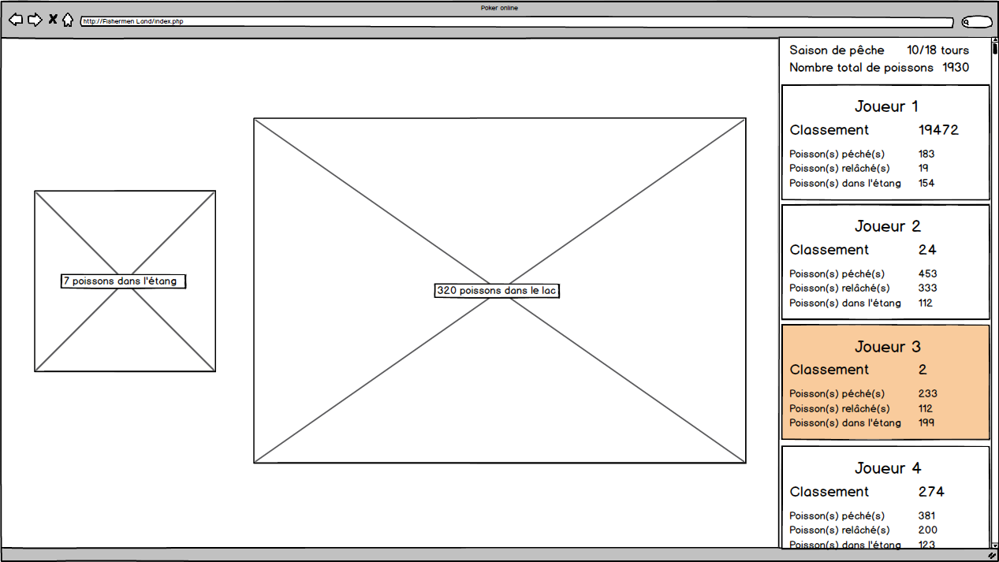 Poker online
http://Fishermen Land/index.php
7 poissons dans l'étang
320 poissons dans le lac
Saison de pêche 10/18 tours
Nombre total de poissons 1930
Joueur 1
Classement 19472
Poisson(s) péché(s) 183
Poisson(s) relâché(s) 19
Poisson(s) dans l'étang 154
Joueur 2
Classement 24
Poisson(s) péché(s) 453
Poisson(s) relâché(s) 333
Poisson(s) dans l'étang 112
Joueur 3
Classement 2
Poisson(s) péché(s) 233
Poisson(s) relâché(s) 112
Poisson(s) dans l'étang 199
Joueur 4
Classement 274
Poisson(s) péché(s) 381
Poisson(s) relâché(s) 200
Poisson(s) dans l'étang 123